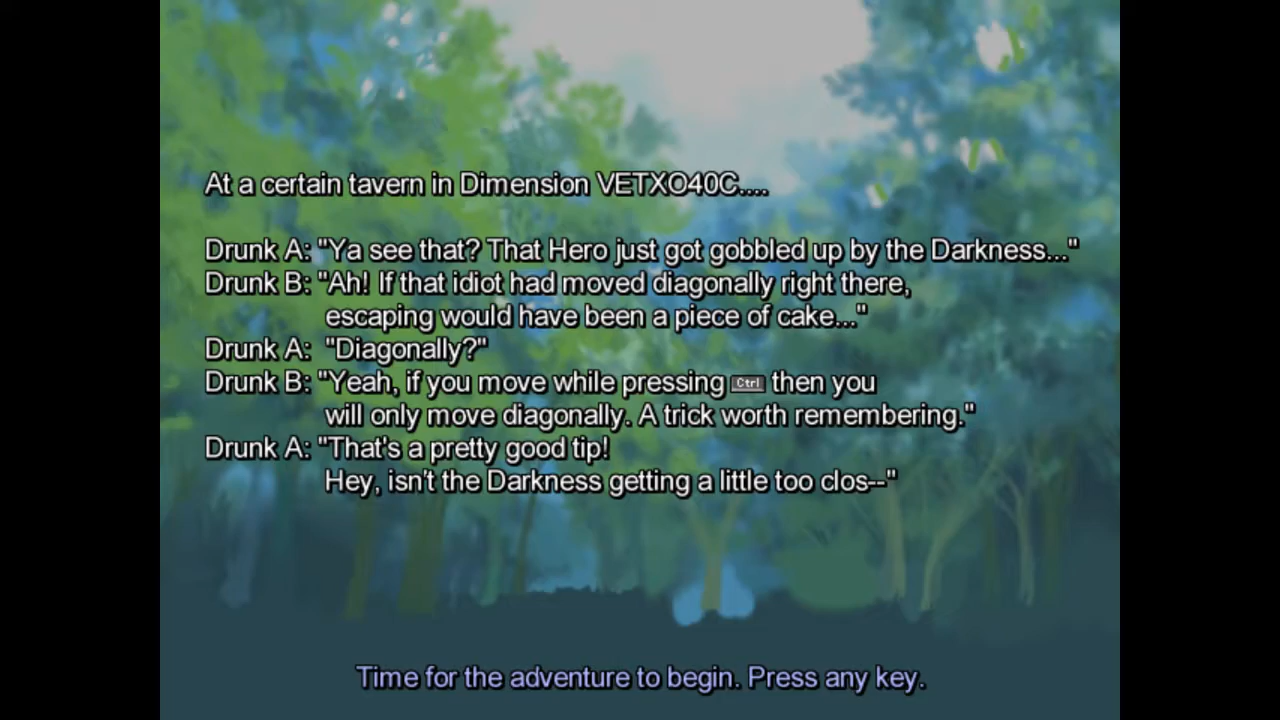 At a certain tavern in Dimension VETXO40C....
Drunk A: "Ya see that? That Hero just got gobbled up by the Darkness..."
Drunk B: "Ah! If that idiot had moved diagonally right there,
escaping would have been a piece of cake..."
Drunk A: "Diagonally?"
Drunk B: "Yeah, if you move while pressing Ctrl then you
will only move diagonally. A trick worth remembering."
Drunk A: "That's a pretty good tip!
Hey, isn't the Darkness getting a little too clos--"
Time for the adventure to begin. Press any key.